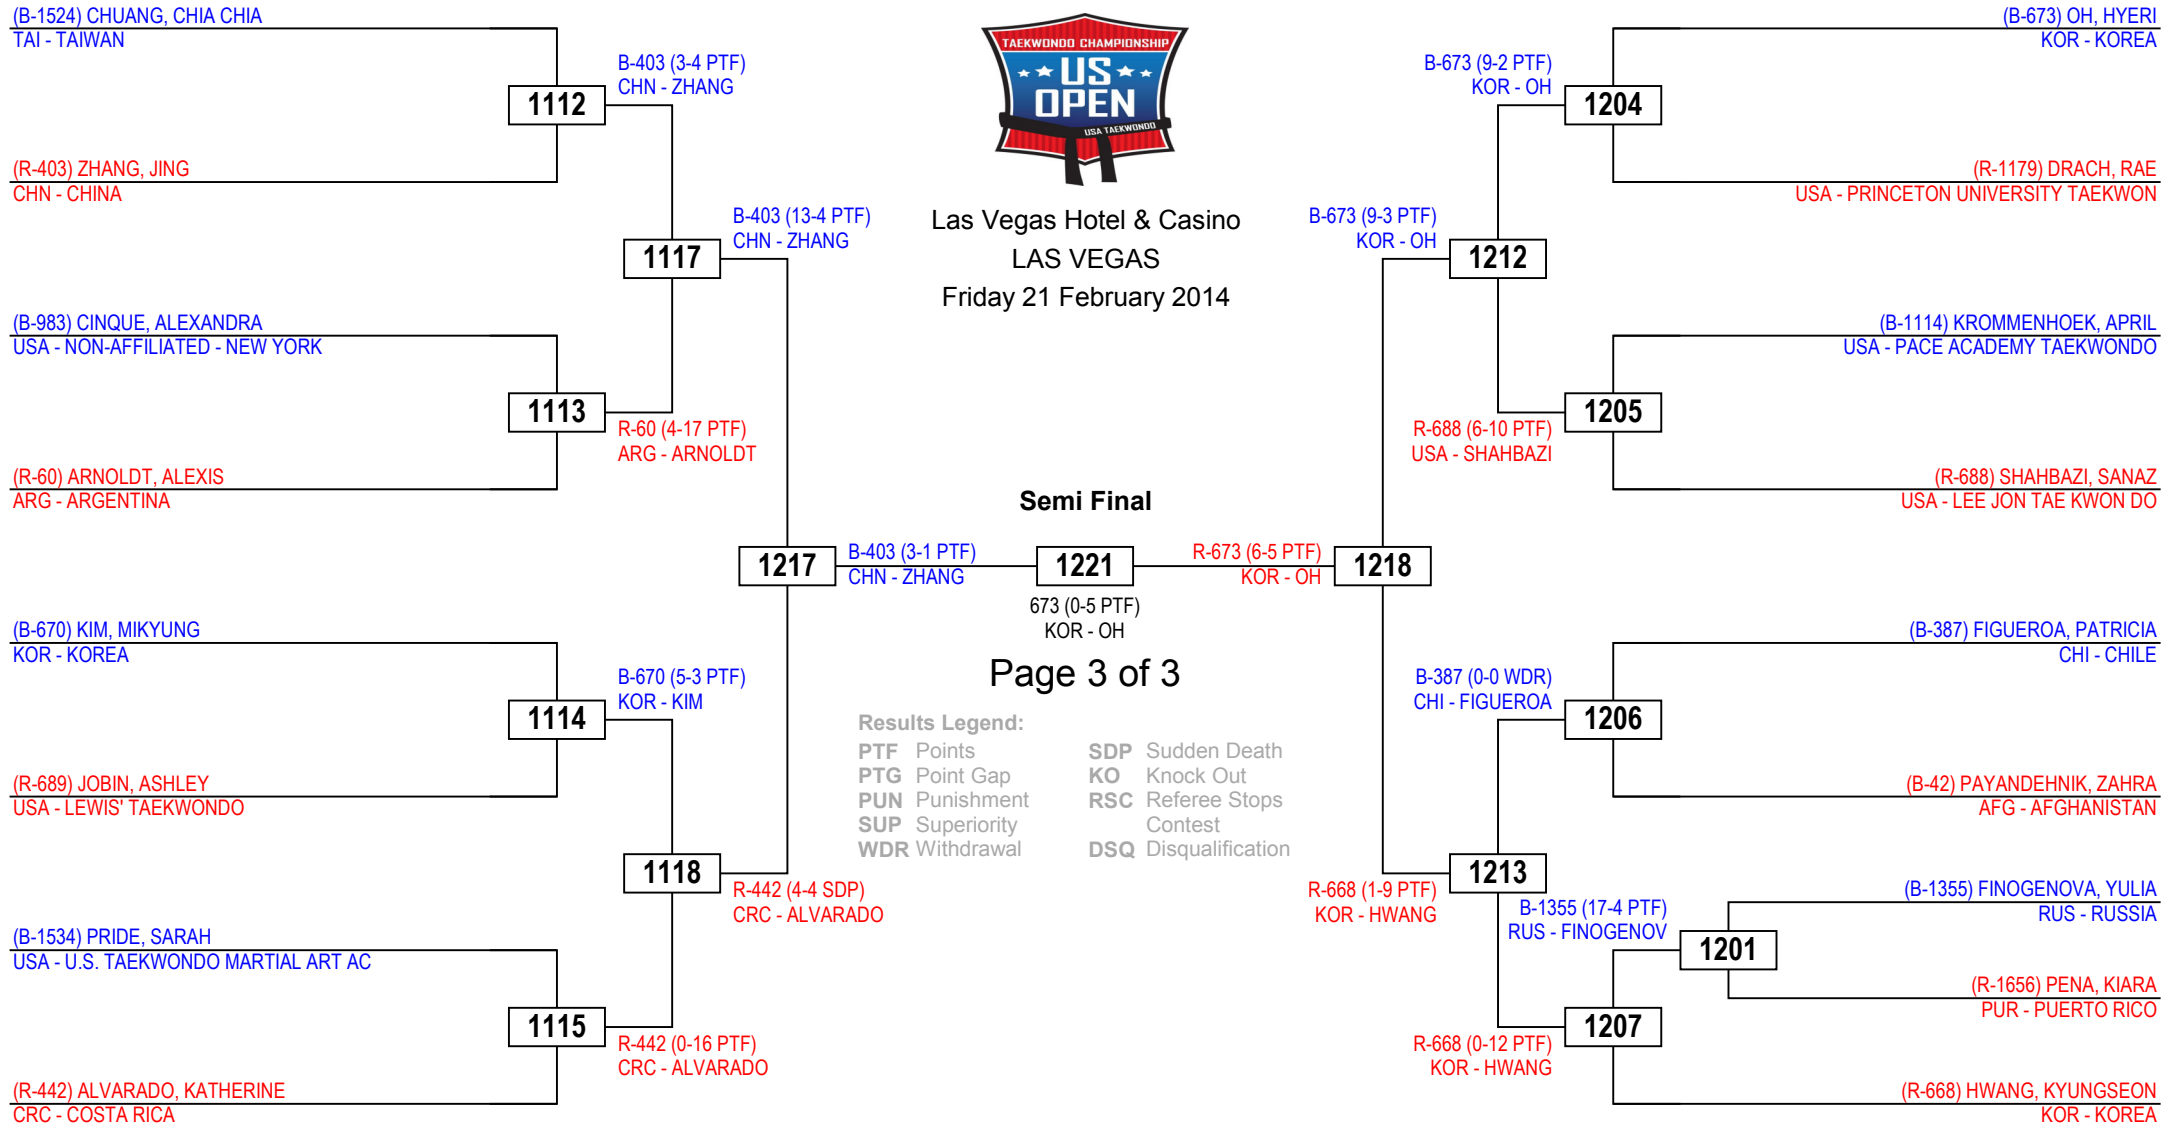 (B-1524) CHUANG, CHIA CHIA
TAI - TAIWAN
1112
B-403 (3-4 PTF)
CHN - ZHANG
(R-403) ZHANG, JING
CHN - CHINA
1117
B-403 (13-4 PTF)
CHN - ZHANG
(B-983) CINQUE, ALEXANDRA
USA - NON-AFFILIATED - NEW YORK
1113
R-60 (4-17 PTF)
ARG - ARNOLDT
(R-60) ARNOLDT, ALEXIS
ARG - ARGENTINA
1217
B-403 (3-1 PTF)
CHN - ZHANG
(B-670) KIM, MIKYUNG
KOR - KOREA
1114
B-670 (5-3 PTF)
KOR - KIM
(R-689) JOBIN, ASHLEY
USA - LEWIS' TAEKWONDO
1118
R-442 (4-4 SDP)
CRC - ALVARADO
(B-1534) PRIDE, SARAH
USA - U.S. TAEKWONDO MARTIAL ART AC
1115
R-442 (0-16 PTF)
CRC - ALVARADO
(R-442) ALVARADO, KATHERINE
CRC - COSTA RICA
TAEKWONDO CHAMPIONSHIP
US
OPEN
USA TAEKWONDO
Las Vegas Hotel & Casino
LAS VEGAS
Friday 21 February 2014
Semi Final
1221
673 (0-5 PTF)
KOR - OH
Page 3 of 3
Results Legend:
PTF Points
PTG Point Gap
PUN Punishment
SUP Superiority
WDR Withdrawal
SDP Sudden Death
KO Knock Out
RSC Referee Stops
Contest
DSQ Disqualification
(B-673) OH, HYERI
KOR - KOREA
B-673 (9-2 PTF)
KOR - OH
1204
(R-1179) DRACH, RAE
USA - PRINCETON UNIVERSITY TAEKWON
B-673 (9-3 PTF)
KOR - OH
1212
(B-1114) KROMMENHOEK, APRIL
USA - PACE ACADEMY TAEKWONDO
1205
R-688 (6-10 PTF)
USA - SHAHBAZI
(R-688) SHAHBAZI, SANAZ
USA - LEE JON TAE KWON DO
R-673 (6-5 PTF)
KOR - OH
1218
(B-387) FIGUEROA, PATRICIA
CHI - CHILE
B-387 (0-0 WDR)
CHI - FIGUEROA
1206
(B-42) PAYANDEHNIK, ZAHRA
AFG - AFGHANISTAN
1213
R-668 (1-9 PTF)
KOR - HWANG
(B-1355) FINOGENOVA, YULIA
RUS - RUSSIA
B-1355 (17-4 PTF)
RUS - FINOGENOV
1201
(R-1656) PENA, KIARA
PUR - PUERTO RICO
1207
R-668 (0-12 PTF)
KOR - HWANG
(R-668) HWANG, KYUNGSEON
KOR - KOREA